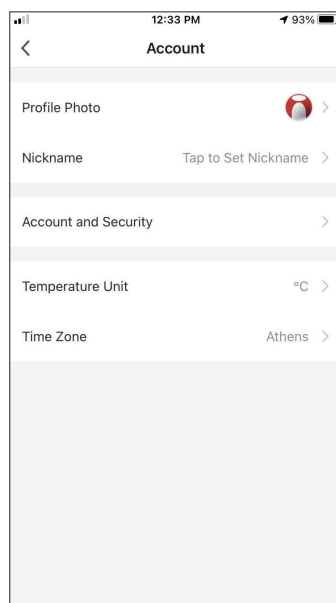 12:33 PM 93%
Account
Profile Photo
Nickname Tap to Set Nickname
Account and Security
Temperature Unit °C
Time Zone Athens